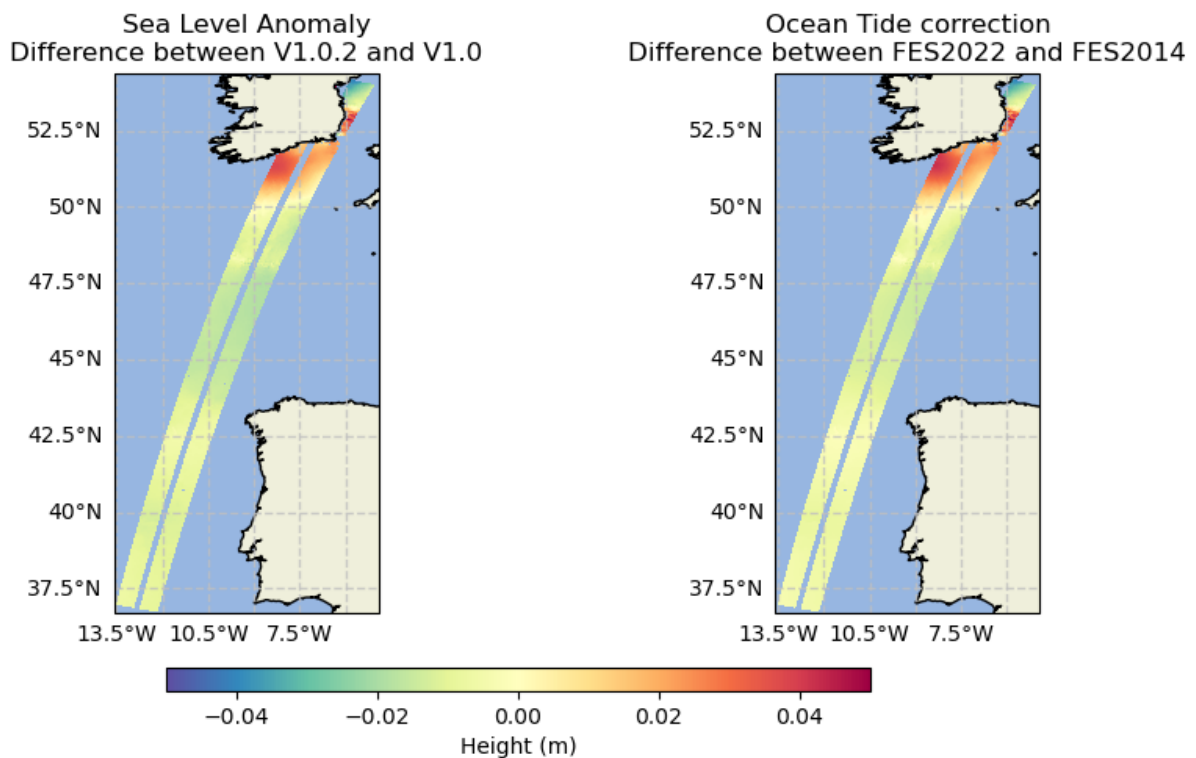 Sea Level Anomaly
Difference between V1.0.2 and V1.0
Ocean Tide correction
Difference between FES2022 and FES2014
52.5°N
50°N
47.5°N
45°N
42.5°N
40°N
37.5°N
13.5°W 10.5°W 7.5°W
52.5°N
50°N
47.5°N
45°N
42.5°N
40°N
37.5°N
13.5°W 10.5°W 7.5°W
−0.04 −0.02 0.00 0.02 0.04
Height (m)